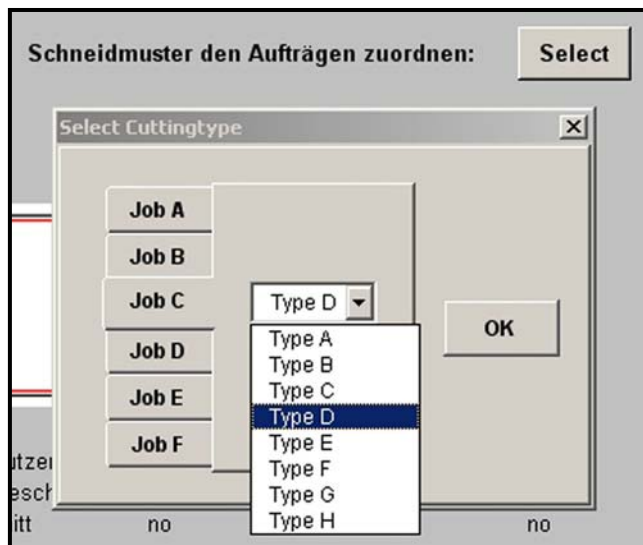 Schneidmuster den Aufträgen zuordnen:
Select
Select Cuttingtype
Job A
Job B
Job C
Job D
Job E
Job F
Type D
Type A
Type B
Type C
Type D
Type E
Type F
Type G
Type H
OK
itt
no
no